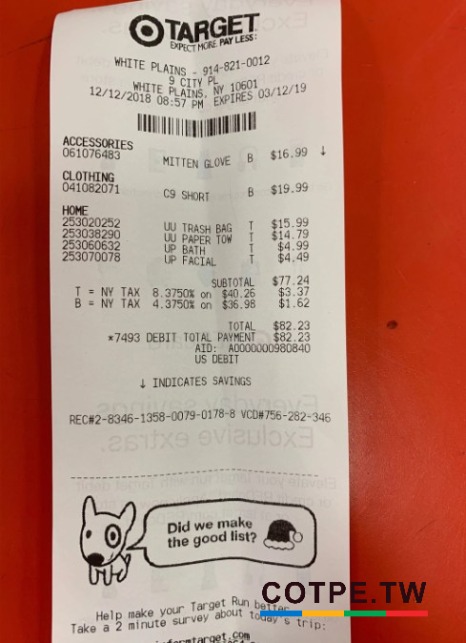 TARGET
EXPECT MORE. PAY LESS.
WHITE PLAINS - 914-821-0012
9 CITY PL
WHITE PLAINS, NY 10601
12/12/2018 08:57 PM EXPIRES 03/12/19
ACCESSORIES
061076483 MITTEN GLOVE B $16.99 ↓
CLOTHING
041082071 C9 SHORT B $19.99
HOME
253020252 UU TRASH BAG T $15.99
253038290 UU PAPER TOW T $14.79
253060632 UP BATH T $4.99
253070078 UP FACIAL T $4.49
SUBTOTAL $77.24
T = NY TAX 8.3750% on $40.26 $3.37
B = NY TAX 4.3750% on $36.98 $1.62
TOTAL $82.23
*7493 DEBIT TOTAL PAYMENT $82.23
AID: A0000000980840
US DEBIT
↓ INDICATES SAVINGS
REC#2-8346-1358-0079-0178-8 VCD#756-282-346
Did we make
the good list?
Help make your Target Run better.
Take a 2 minute survey about today's trip:
COTPE.TW